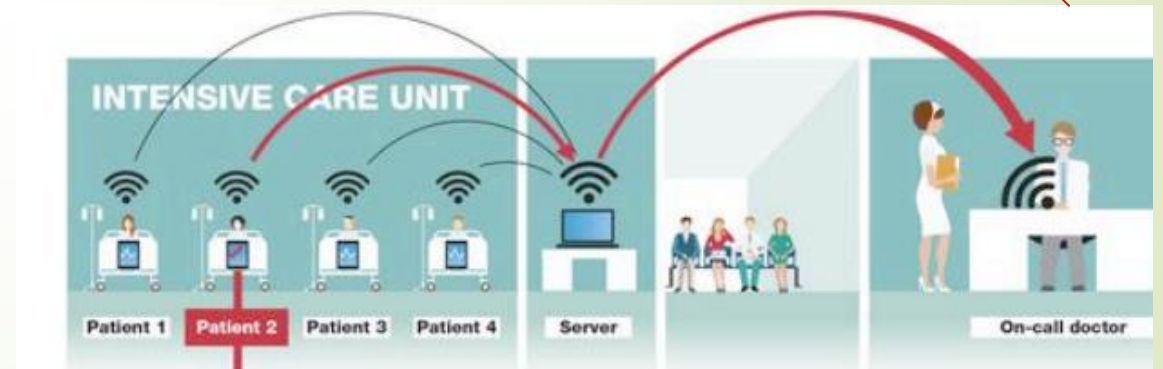 INTENSIVE CARE UNIT
Patient 1
Patient 2
Patient 3
Patient 4
Server
On-call doctor